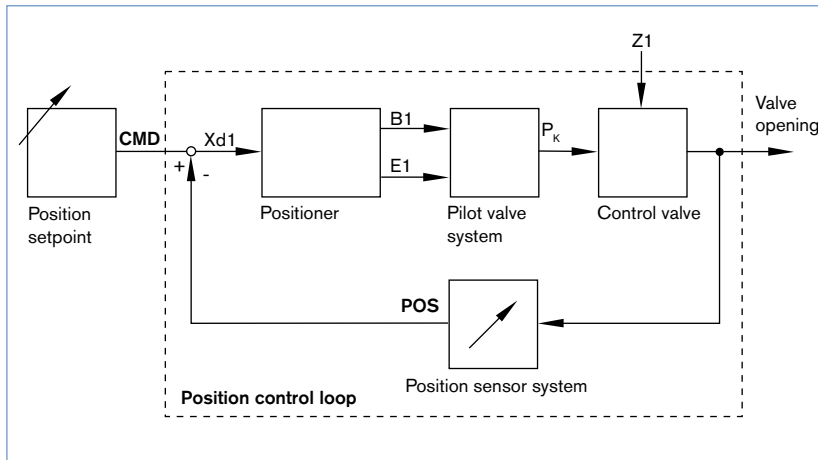 Z1
Valve
opening
CMD
Xd1
B1
E1
P_K
+
-
Position
setpoint
Positioner
Pilot valve
system
Control valve
POS
Position sensor system
Position control loop